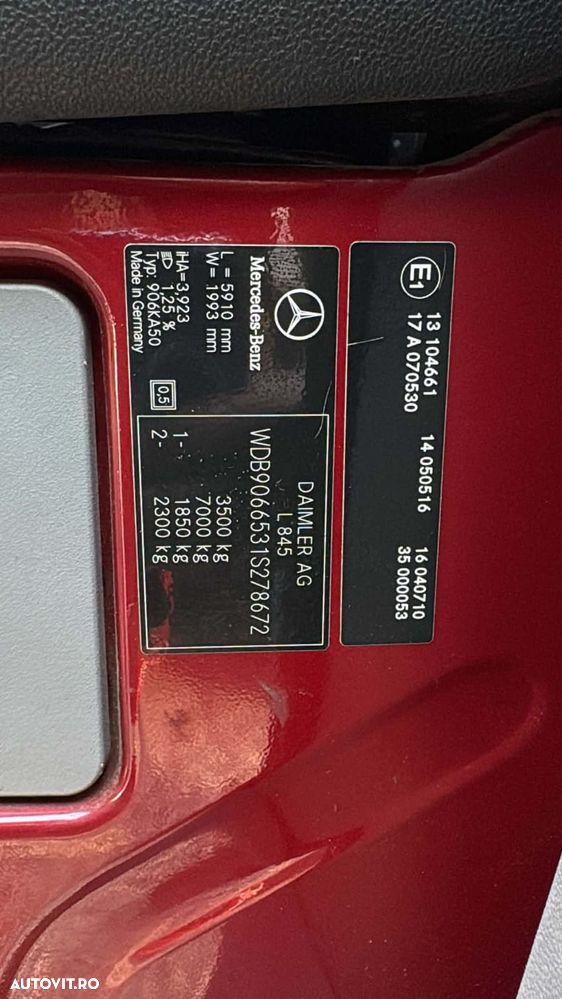 13 104661 14 050516 16 040710
17 A 070530 35 000053
E1
Mercedes-Benz
L = 5910 mm
W= 1993 mm
iHA=3,923
1,25 %
Typ: 906KA50
Made in Germany
0,5
DAIMLER AG
L 845
WDB9066531S278672
3500 kg
7000 kg
1- 1850 kg
2- 2300 kg
AUTOVIT.RO